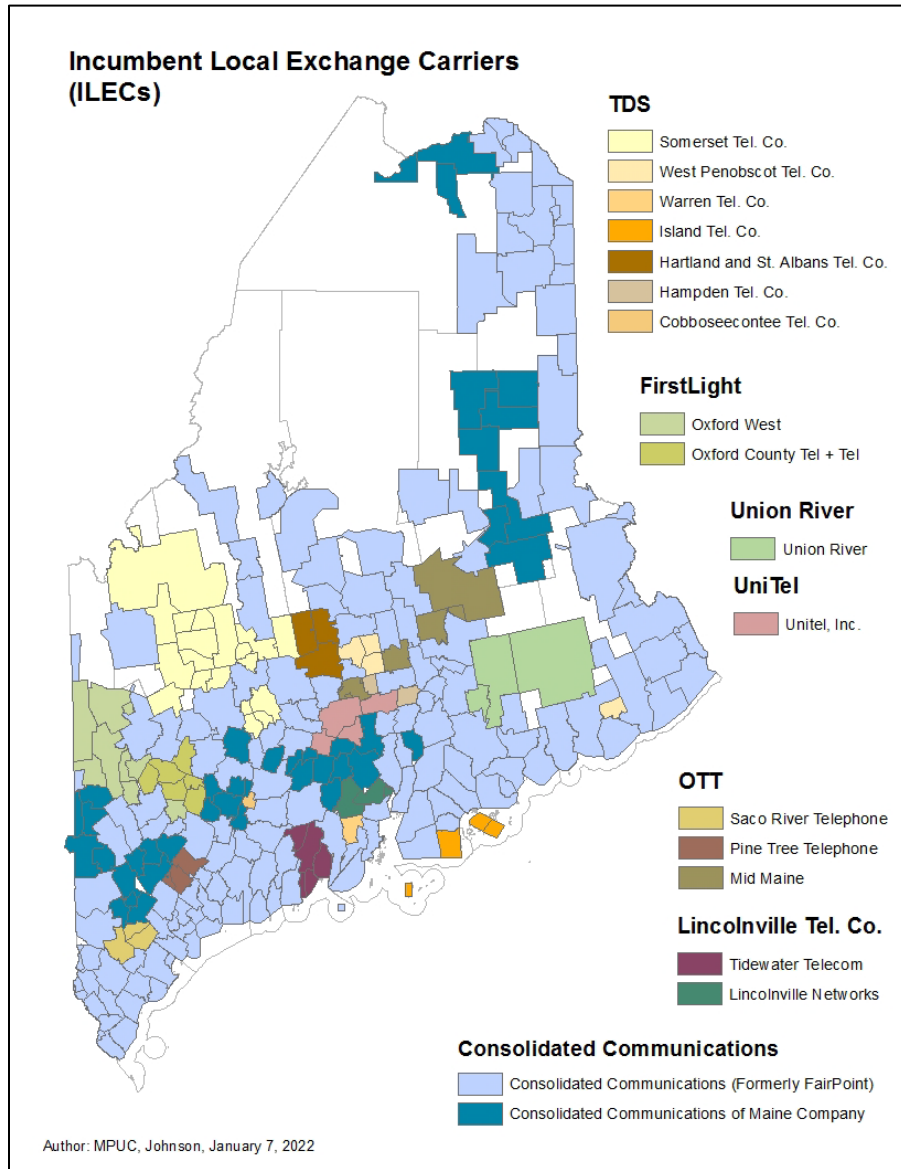 Incumbent Local Exchange Carriers
(ILECs)
TDS
Somerset Tel. Co.
West Penobscot Tel. Co.
Warren Tel. Co.
Island Tel. Co.
Hartland and St. Albans Tel. Co.
Hampden Tel. Co.
Cobboseecontee Tel. Co.
FirstLight
Oxford West
Oxford County Tel + Tel
Union River
Union River
UniTel
Unitel, Inc.
OTT
Saco River Telephone
Pine Tree Telephone
Mid Maine
Lincolnville Tel. Co.
Tidewater Telecom
Lincolnville Networks
Consolidated Communications
Consolidated Communications (Formerly FairPoint)
Consolidated Communications of Maine Company
Author: MPUC, Johnson, January 7, 2022